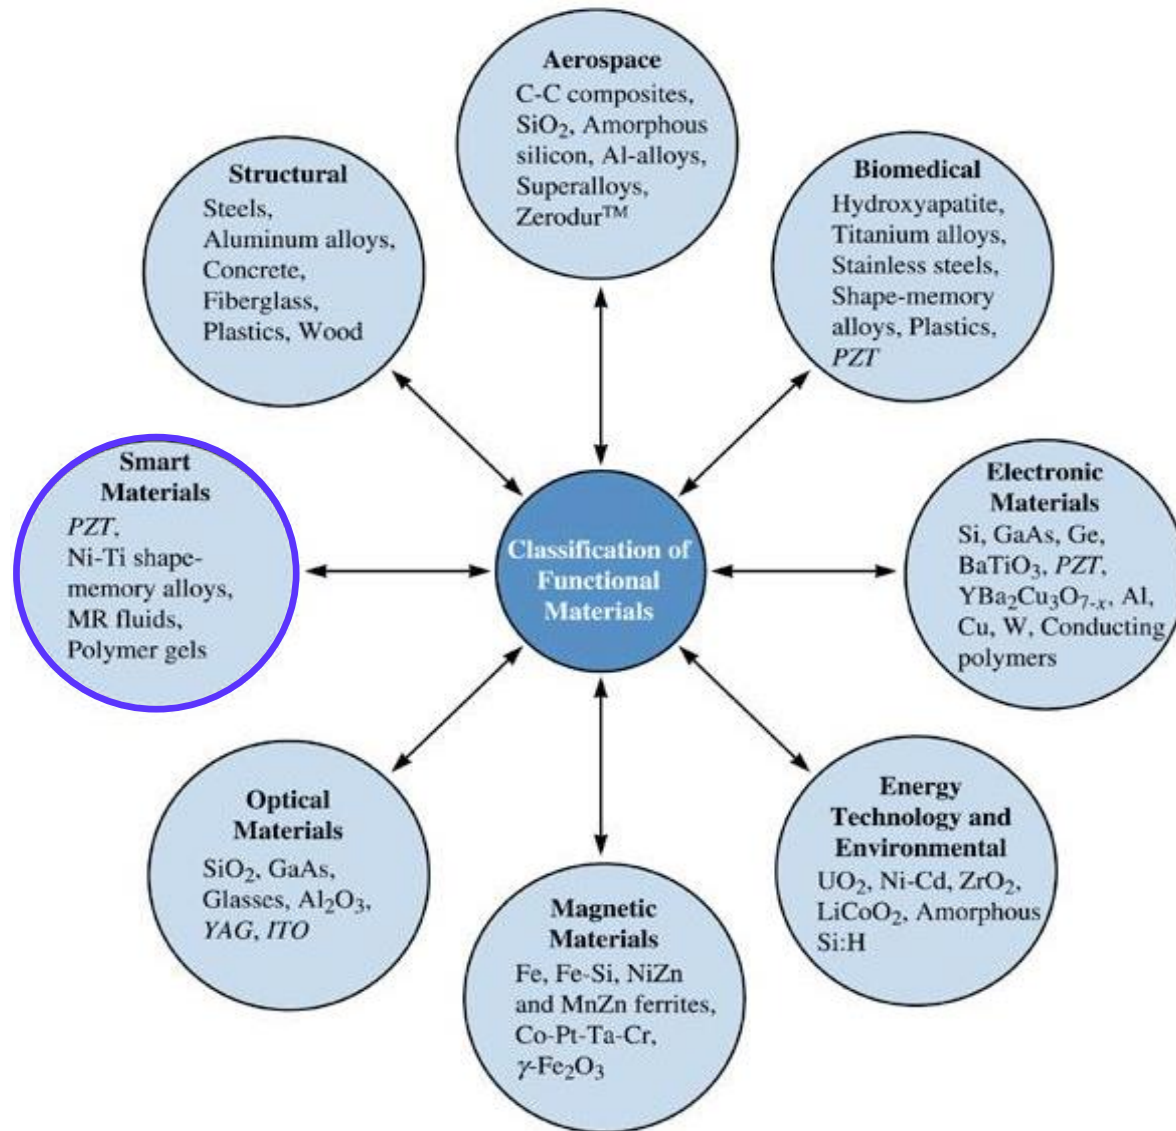 Aerospace
C-C composites,
SiO₂, Amorphous
silicon, Al-alloys,
Superalloys,
Zerodur™
Structural
Steels,
Aluminum alloys,
Concrete,
Fiberglass,
Plastics, Wood
Biomedical
Hydroxyapatite,
Titanium alloys,
Stainless steels,
Shape-memory
alloys, Plastics,
PZT
Smart
Materials
PZT,
Ni-Ti shape-
memory alloys,
MR fluids,
Polymer gels
Classification of
Functional
Materials
Electronic
Materials
Si, GaAs, Ge,
BaTiO₃, PZT,
YBa₂Cu₃O₇₋ₓ, Al,
Cu, W, Conducting
polymers
Optical
Materials
SiO₂, GaAs,
Glasses, Al₂O₃,
YAG, ITO
Magnetic
Materials
Fe, Fe-Si, NiZn
and MnZn ferrites,
Co-Pt-Ta-Cr,
γ-Fe₂O₃
Energy
Technology and
Environmental
UO₂, Ni-Cd, ZrO₂,
LiCoO₂, Amorphous
Si:H